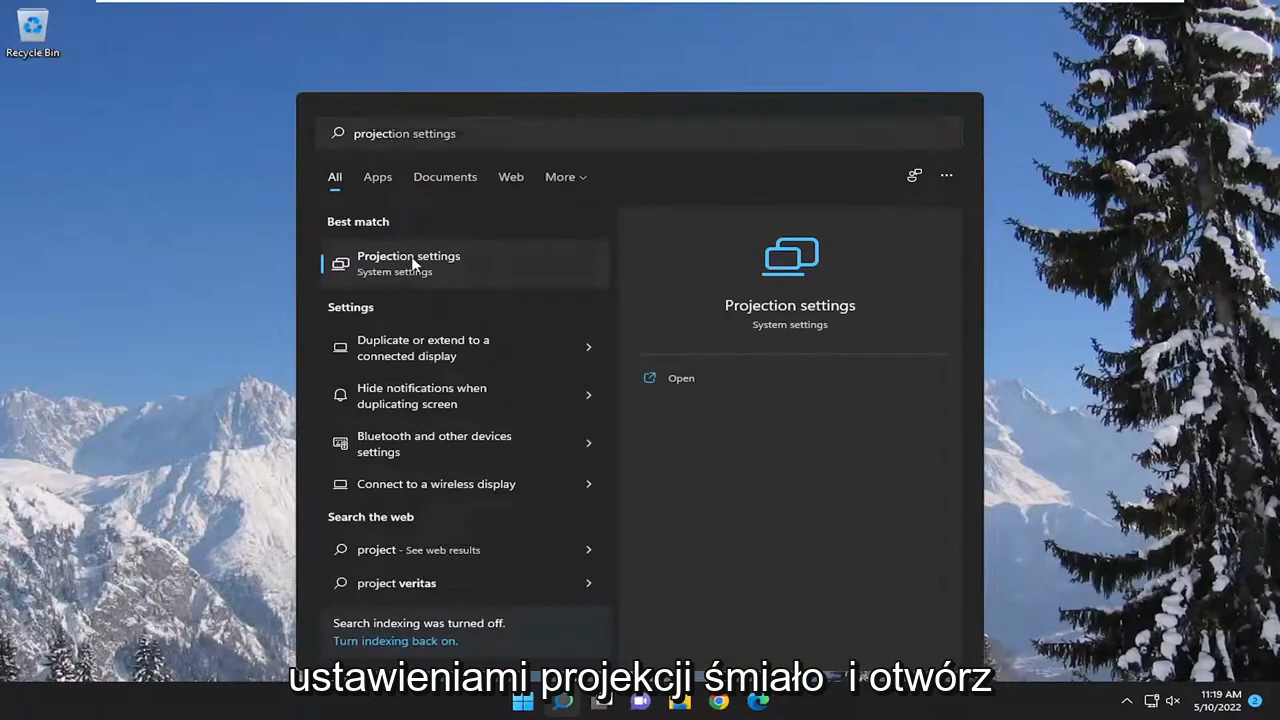 Recycle Bin
projection settings
All Apps Documents Web More
Best match
Projection settings
System settings
Settings
Duplicate or extend to a
connected display
Hide notifications when
duplicating screen
Bluetooth and other devices
settings
Connect to a wireless display
Search the web
project - See web results
project veritas
Search indexing was turned off.
Turn indexing back on.
Projection settings
System settings
Open
ustawieniami projekcji śmiało i otwórz
11:19 AM
5/10/2022
2